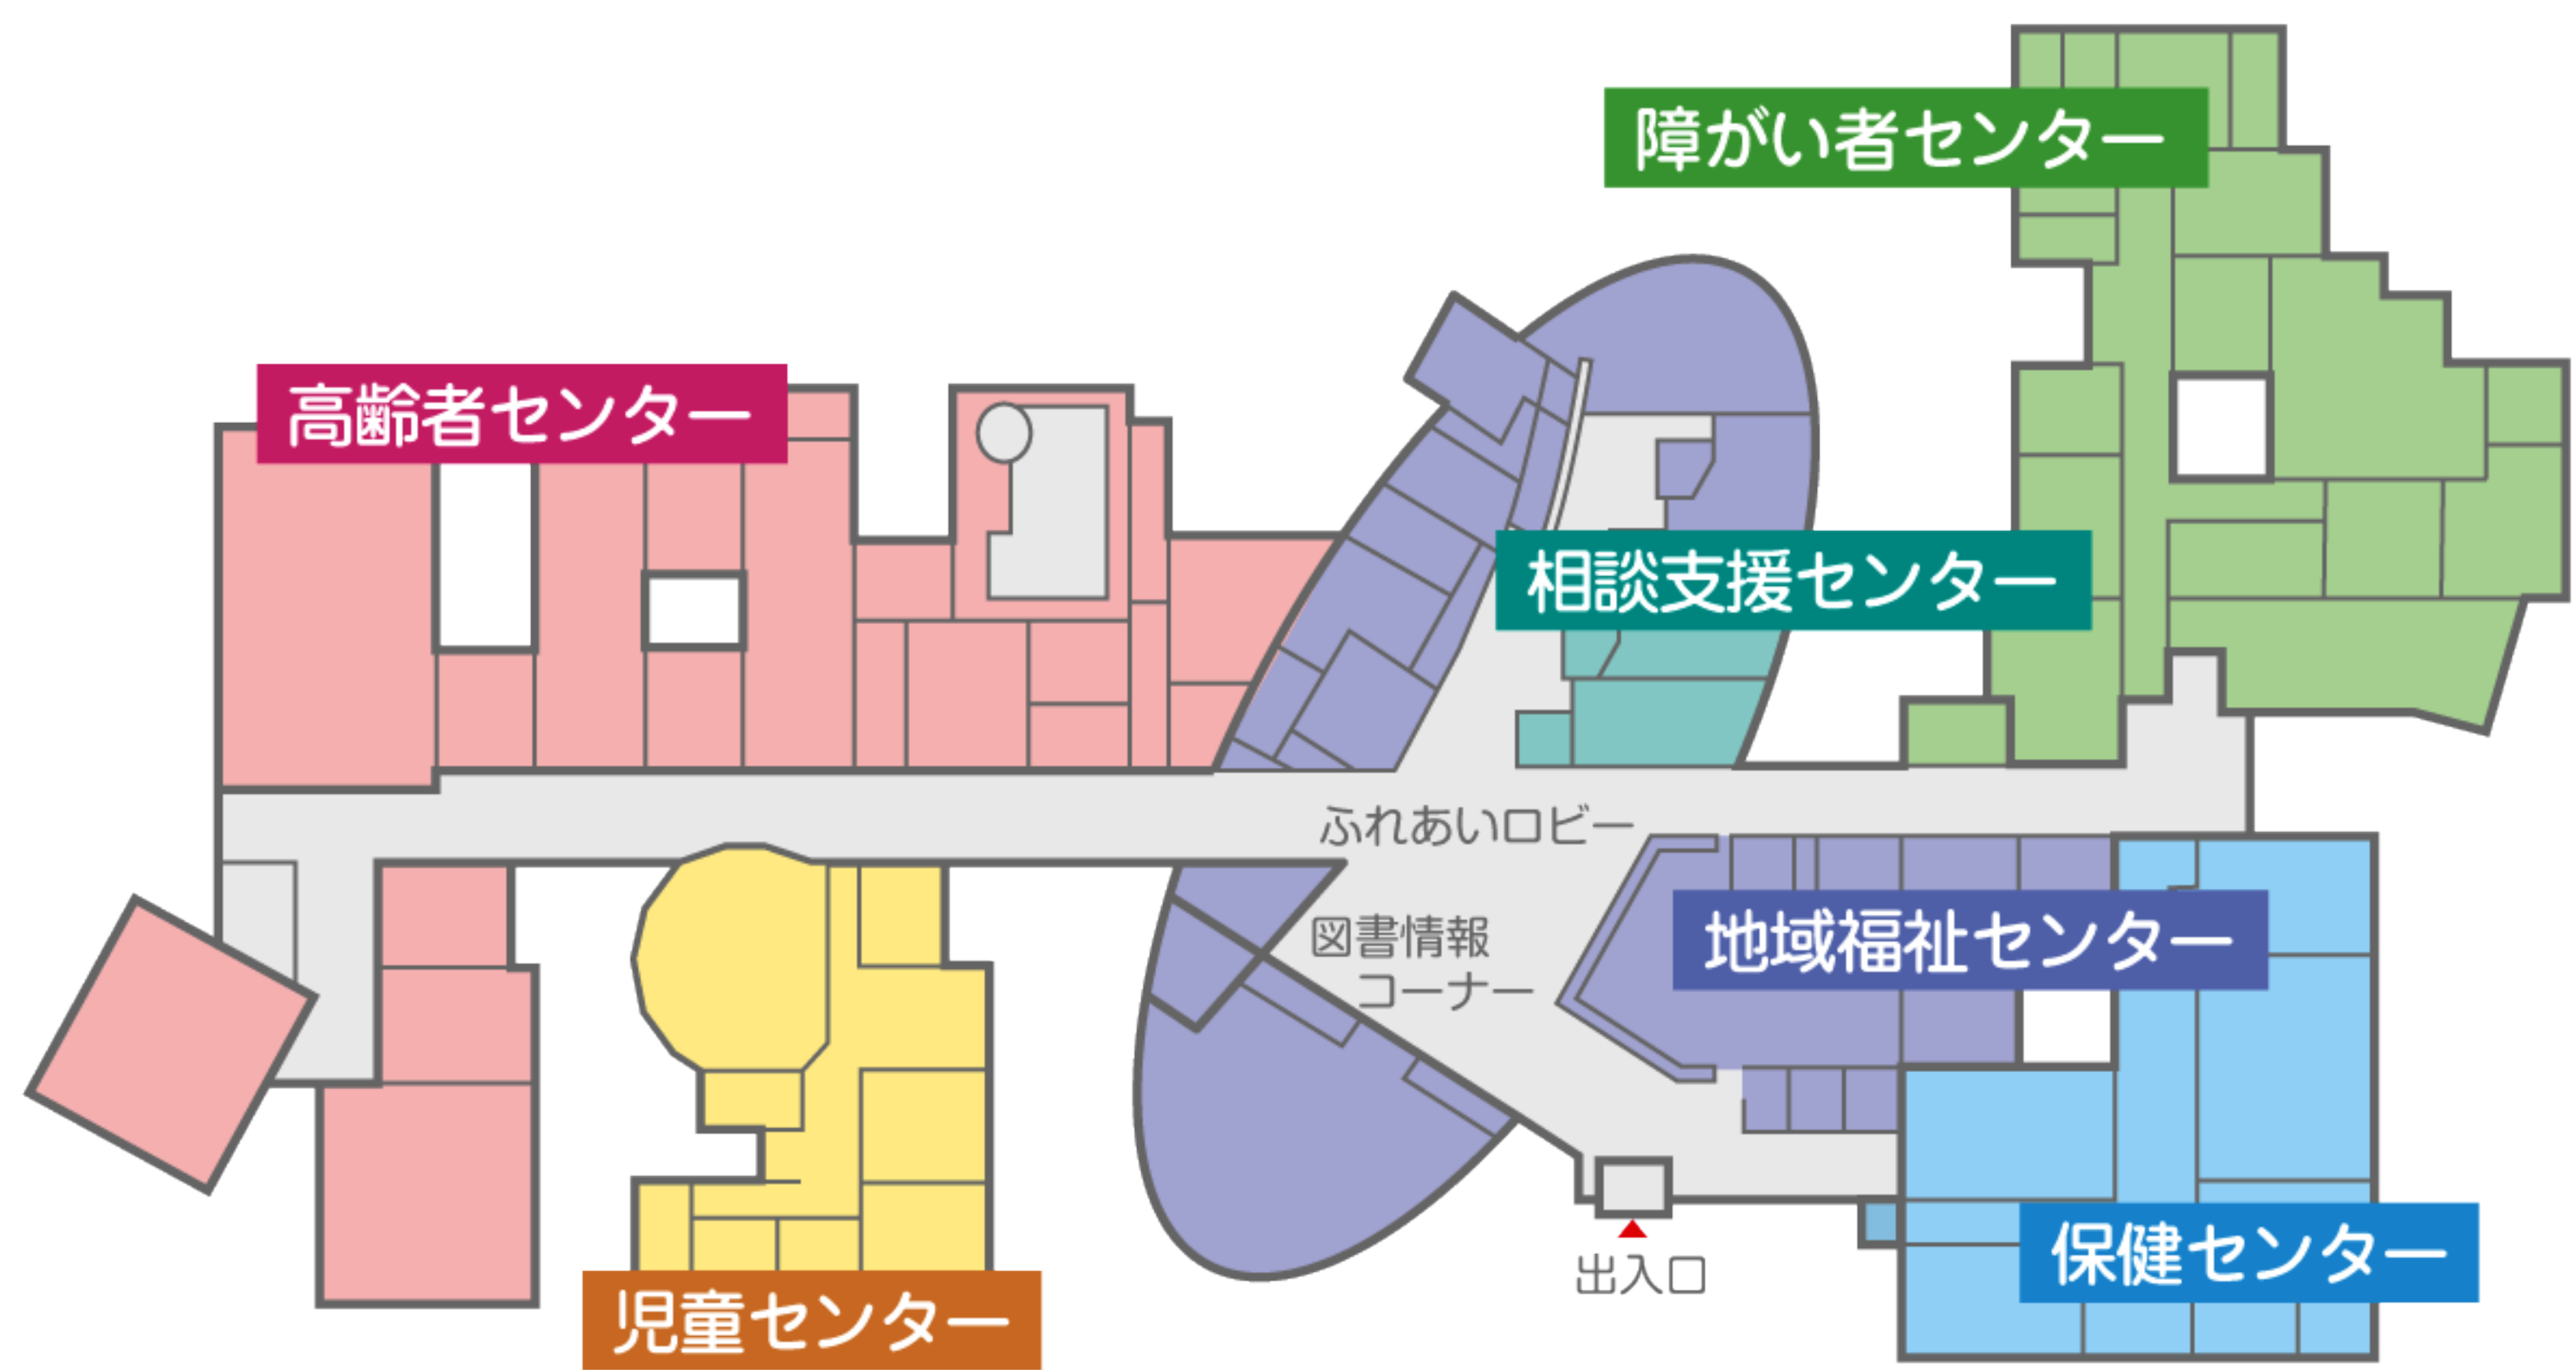 障がい者センター
高齢者センター
相談支援センター
ふれあいロビー
図書情報
コーナー
地域福祉センター
保健センター
出入口
児童センター